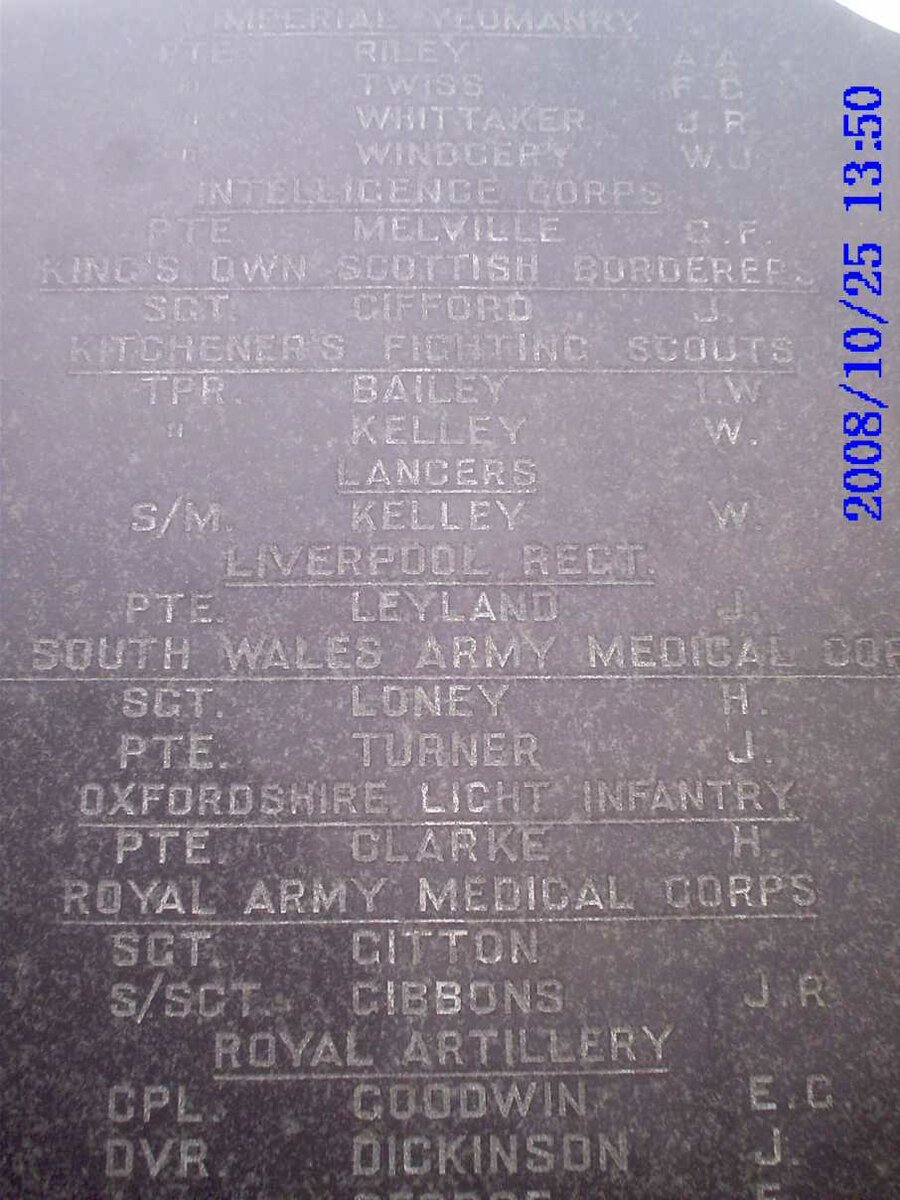 IMPERIAL YEOMANRY
PTE. RILEY A.A.
" TWISS F.
" WHITTAKER J.R.
" WINDGERY W.J.
INTELLIGENCE CORPS
PTE. MELVILLE F.
KING'S OWN SCOTTISH BORDERERS
SGT. GIFFORD J.
KITCHENER'S FIGHTING SCOUTS
TPR. BAILEY I.W
" KELLEY W.
LANCERS
S/M. KELLEY W.
LIVERPOOL REGT.
PTE. LEYLAND J.
SOUTH WALES ARMY MEDICAL COR
SGT. LONEY H.
PTE. TURNER J.
OXFORDSHIRE LIGHT INFANTRY
PTE. CLARKE H.
ROYAL ARMY MEDICAL CORPS
SGT. GITTON
S/SGT. GIBBONS J.R
ROYAL ARTILLERY
CPL. GOODWIN E.C
DVR. DICKINSON J.
GEORGE
2008/10/25 13:50